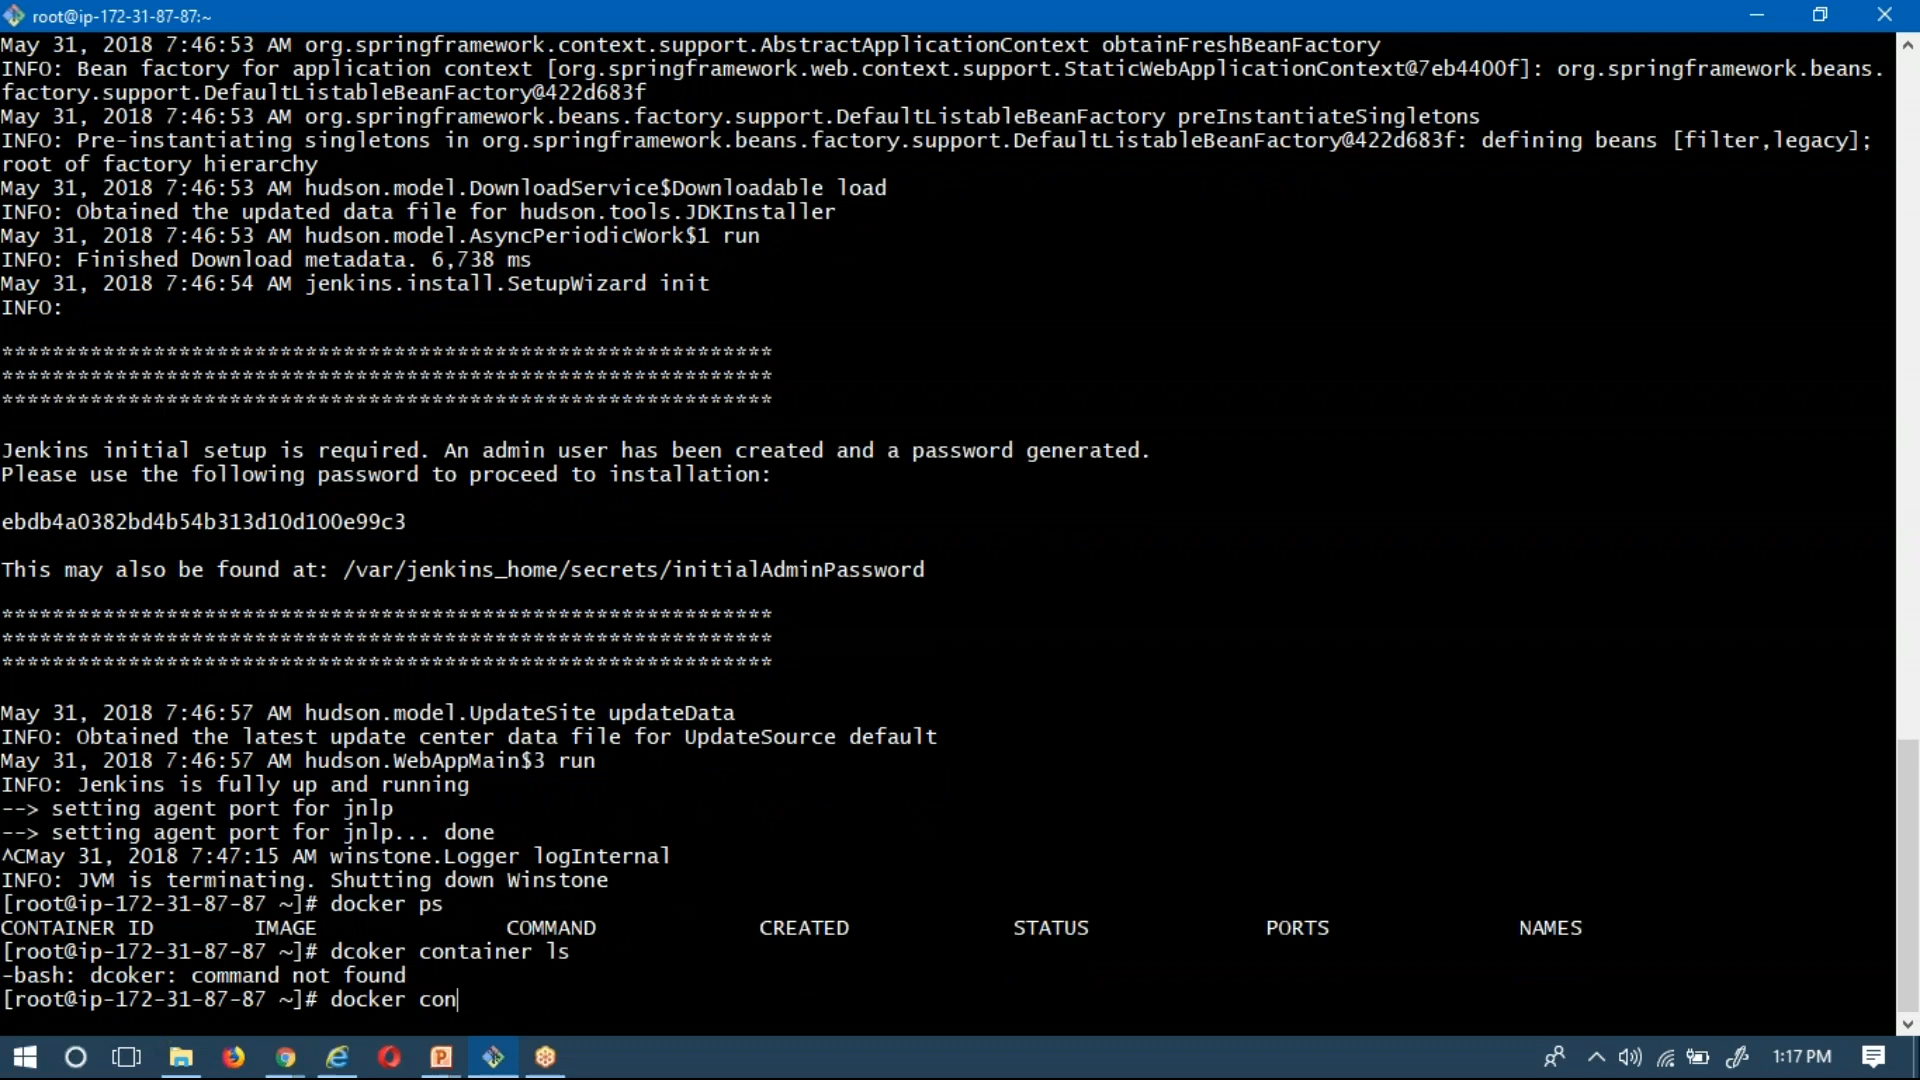 root@ip-172-31-87-87:~
May 31, 2018 7:46:53 AM org.springframework.context.support.AbstractApplicationContext obtainFreshBeanFactory
INFO: Bean factory for application context [org.springframework.web.context.support.StaticWebApplicationContext@7eb4400f]: org.springframework.beans.
factory.support.DefaultListableBeanFactory@422d683f
May 31, 2018 7:46:53 AM org.springframework.beans.factory.support.DefaultListableBeanFactory preInstantiateSingletons
INFO: Pre-instantiating singletons in org.springframework.beans.factory.support.DefaultListableBeanFactory@422d683f: defining beans [filter,legacy];
root of factory hierarchy
May 31, 2018 7:46:53 AM hudson.model.DownloadService$Downloadable load
INFO: Obtained the updated data file for hudson.tools.JDKInstaller
May 31, 2018 7:46:53 AM hudson.model.AsyncPeriodicWork$1 run
INFO: Finished Download metadata. 6,738 ms
May 31, 2018 7:46:54 AM jenkins.install.SetupWizard init
INFO:
*************************************************************
*************************************************************
*************************************************************
Jenkins initial setup is required. An admin user has been created and a password generated.
Please use the following password to proceed to installation:
ebdb4a0382bd4b54b313d10d100e99c3
This may also be found at: /var/jenkins_home/secrets/initialAdminPassword
*************************************************************
*************************************************************
*************************************************************
May 31, 2018 7:46:57 AM hudson.model.UpdateSite updateData
INFO: Obtained the latest update center data file for UpdateSource default
May 31, 2018 7:46:57 AM hudson.WebAppMain$3 run
INFO: Jenkins is fully up and running
--> setting agent port for jnlp
--> setting agent port for jnlp... done
^CMay 31, 2018 7:47:15 AM winstone.Logger logInternal
INFO: JVM is terminating. Shutting down Winstone
[root@ip-172-31-87-87 ~]# docker ps
CONTAINER ID        IMAGE               COMMAND             CREATED             STATUS              PORTS               NAMES
[root@ip-172-31-87-87 ~]# dcoker container ls
-bash: dcoker: command not found
[root@ip-172-31-87-87 ~]# docker con
1:17 PM